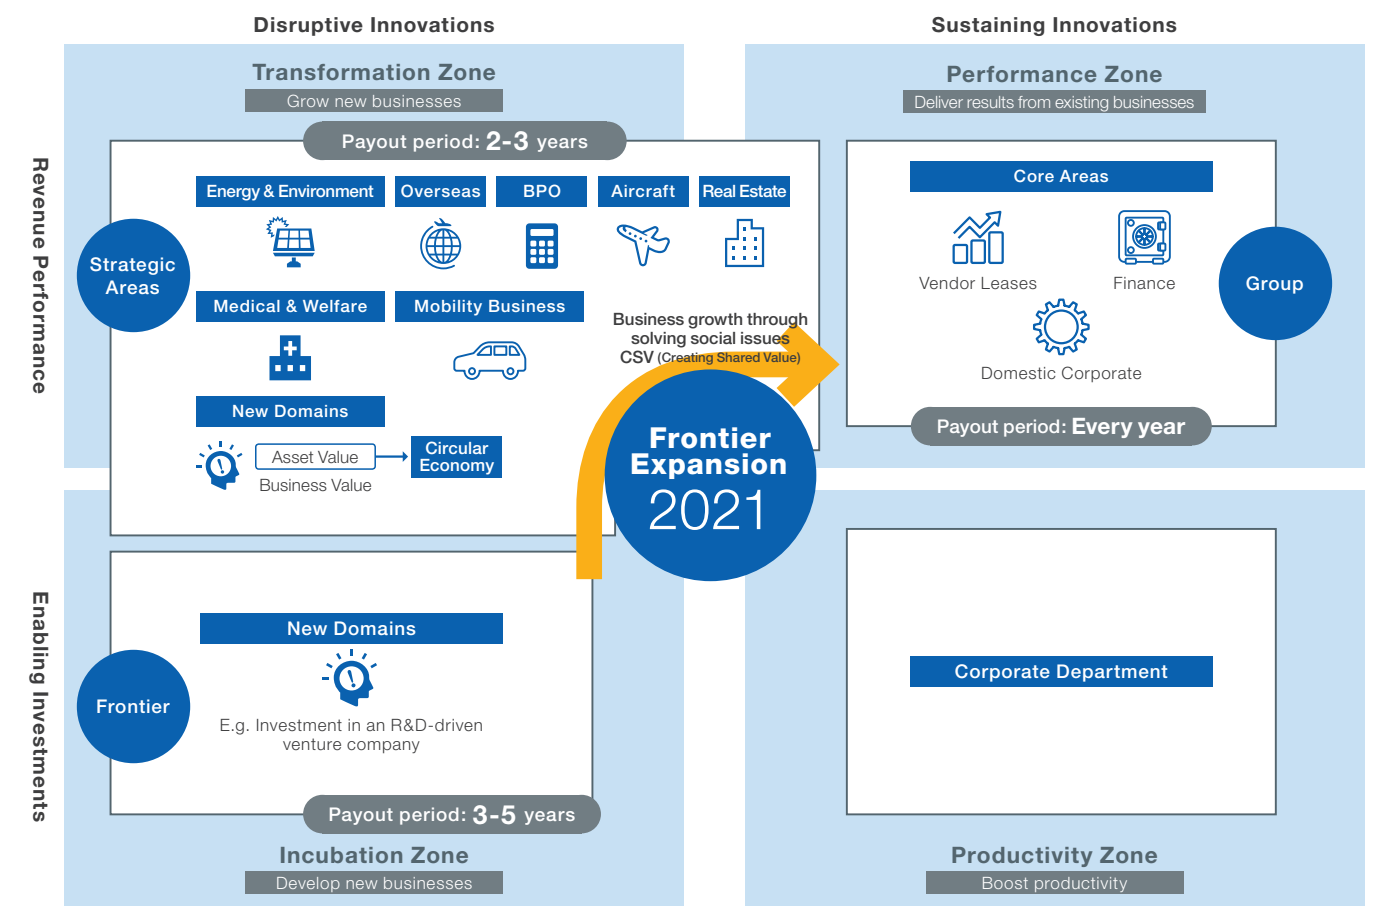 Disruptive Innovations
Sustaining Innovations
Revenue Performance
Enabling Investments
Transformation Zone
Grow new businesses
Payout period: 2-3 years
Strategic
Areas
Energy & Environment
Overseas
BPO
Aircraft
Real Estate
Medical & Welfare
Mobility Business
New Domains
Asset Value
Business Value
Circular
Economy
Business growth through
solving social issues
CSV (Creating Shared Value)
Frontier
Expansion
2021
Performance Zone
Deliver results from existing businesses
Core Areas
Vendor Leases
Finance
Domestic Corporate
Group
Payout period: Every year
Frontier
New Domains
E.g. Investment in an R&D-driven
venture company
Payout period: 3-5 years
Incubation Zone
Develop new businesses
Corporate Department
Productivity Zone
Boost productivity